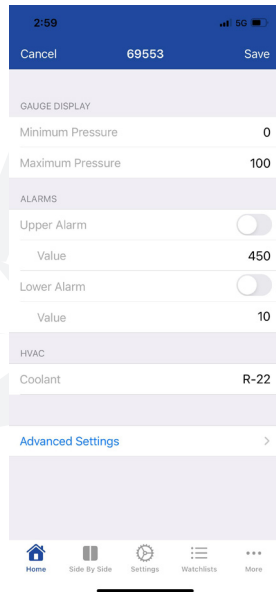 2:59
5G
Cancel 69553 Save
GAUGE DISPLAY
Minimum Pressure 0
Maximum Pressure 100
ALARMS
Upper Alarm
Value 450
Lower Alarm
Value 10
HVAC
Coolant R-22
Advanced Settings
Home Side By Side Settings Watchlists More